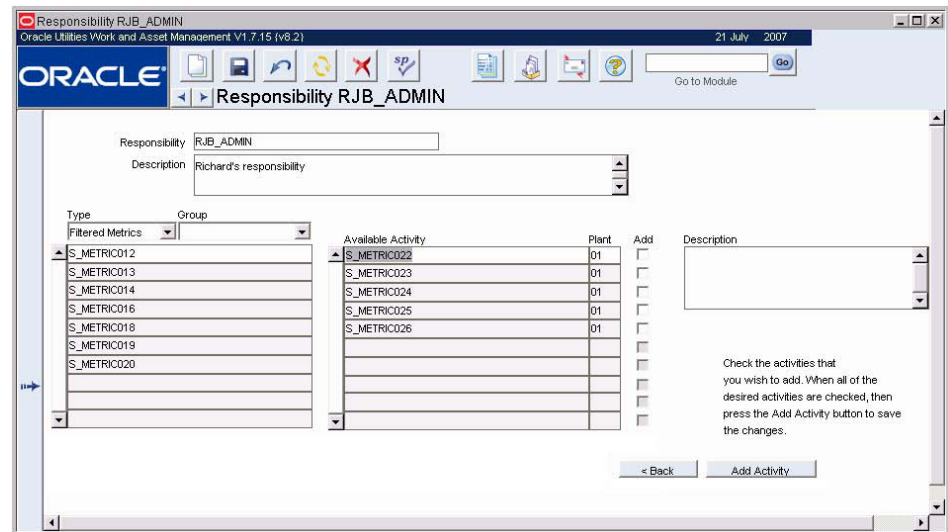 Responsibility RJB_ADMIN
Oracle Utilities Work and Asset Management V1.7.15 (v8.2)
21 July 2007
ORACLE
sp
Go
Go to Module
Responsibility RJB_ADMIN
Responsibility RJB_ADMIN
Description Richard's responsibility
Type Group
Filtered Metrics
Available Activity Plant Add Description
S_METRIC012
S_METRIC013
S_METRIC014
S_METRIC016
S_METRIC018
S_METRIC019
S_METRIC020
S_METRIC022 01
S_METRIC023 01
S_METRIC024 01
S_METRIC025 01
S_METRIC026 01
Check the activities that
you wish to add. When all of the
desired activities are checked, then
press the Add Activity button to save
the changes.
< Back Add Activity